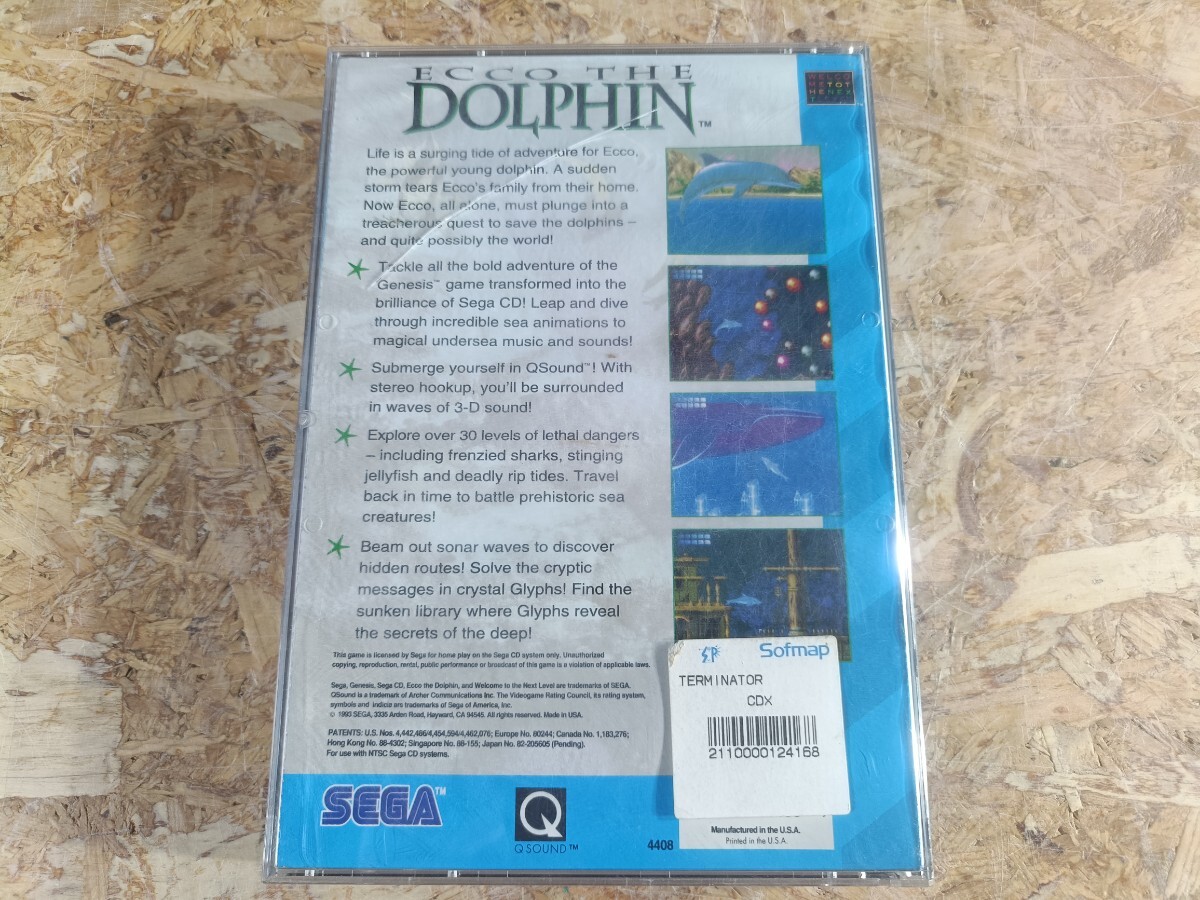 ECCO THE
DOLPHIN™
WELCO
METOT
HENEX
Life is a surging tide of adventure for Ecco,
the powerful young dolphin. A sudden
storm tears Ecco's family from their home.
Now Ecco, all alone, must plunge into a
treacherous quest to save the dolphins –
and quite possibly the world!
Tackle all the bold adventure of the
Genesis™ game transformed into the
brilliance of Sega CD! Leap and dive
through incredible sea animations to
magical undersea music and sounds!
Submerge yourself in QSound™! With
stereo hookup, you'll be surrounded
in waves of 3-D sound!
Explore over 30 levels of lethal dangers
– including frenzied sharks, stinging
jellyfish and deadly rip tides. Travel
back in time to battle prehistoric sea
creatures!
Beam out sonar waves to discover
hidden routes! Solve the cryptic
messages in crystal Glyphs! Find the
sunken library where Glyphs reveal
the secrets of the deep!
This game is licensed by Sega for home play on the Sega CD system only. Unauthorized
copying, reproduction, rental, public performance or broadcast of this game is a violation of applicable laws.
Sega, Genesis, Sega CD, Ecco the Dolphin, and Welcome to the Next Level are trademarks of SEGA.
QSound is a trademark of Archer Communications Inc. The Videogame Rating Council, its rating system,
symbols and indicia are trademarks of Sega of America, Inc.
© 1993 SEGA, 3335 Arden Road, Hayward, CA 94545. All rights reserved. Made in USA.
PATENTS: U.S. Nos. 4,442,486/4,454,594/4,462,076; Europe No. 80244; Canada No. 1,183,276;
Hong Kong No. 88-4302; Singapore No. 88-155; Japan No. 82-205605 (Pending).
For use with NTSC Sega CD systems.
Sofmap
TERMINATOR
CDX
2110000124168
SEGA™
Q
QSOUND™
4408
Manufactured in the U.S.A.
Printed in the U.S.A.